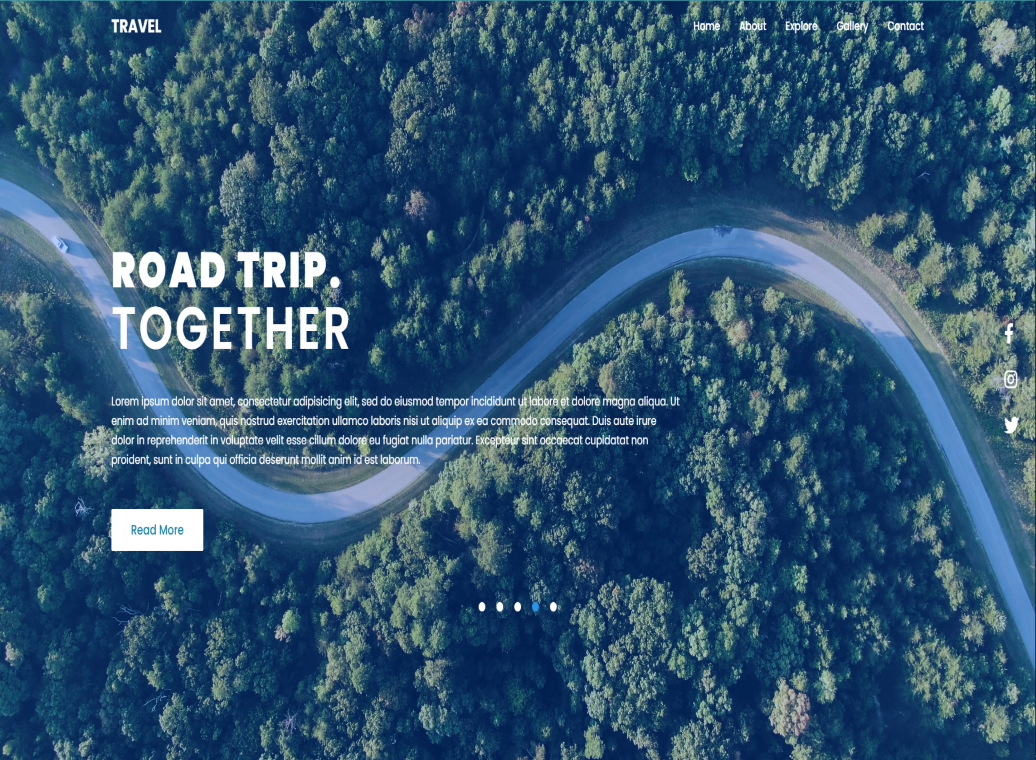 TRAVEL
Home About Explore Gallery Contact
ROAD TRIP.
TOGETHER
Lorem ipsum dolor sit amet, consectetur adipisicing elit, sed do eiusmod tempor incididunt ut labore et dolore magna aliqua. Ut
enim ad minim veniam, quis nostrud exercitation ullamco laboris nisi ut aliquip ex ea commodo consequat. Duis aute irure
dolor in reprehenderit in voluptate velit esse cillum dolore eu fugiat nulla pariatur. Excepteur sint occaecat cupidatat non
proident, sunt in culpa qui officia deserunt mollit anim id est laborum.
Read More